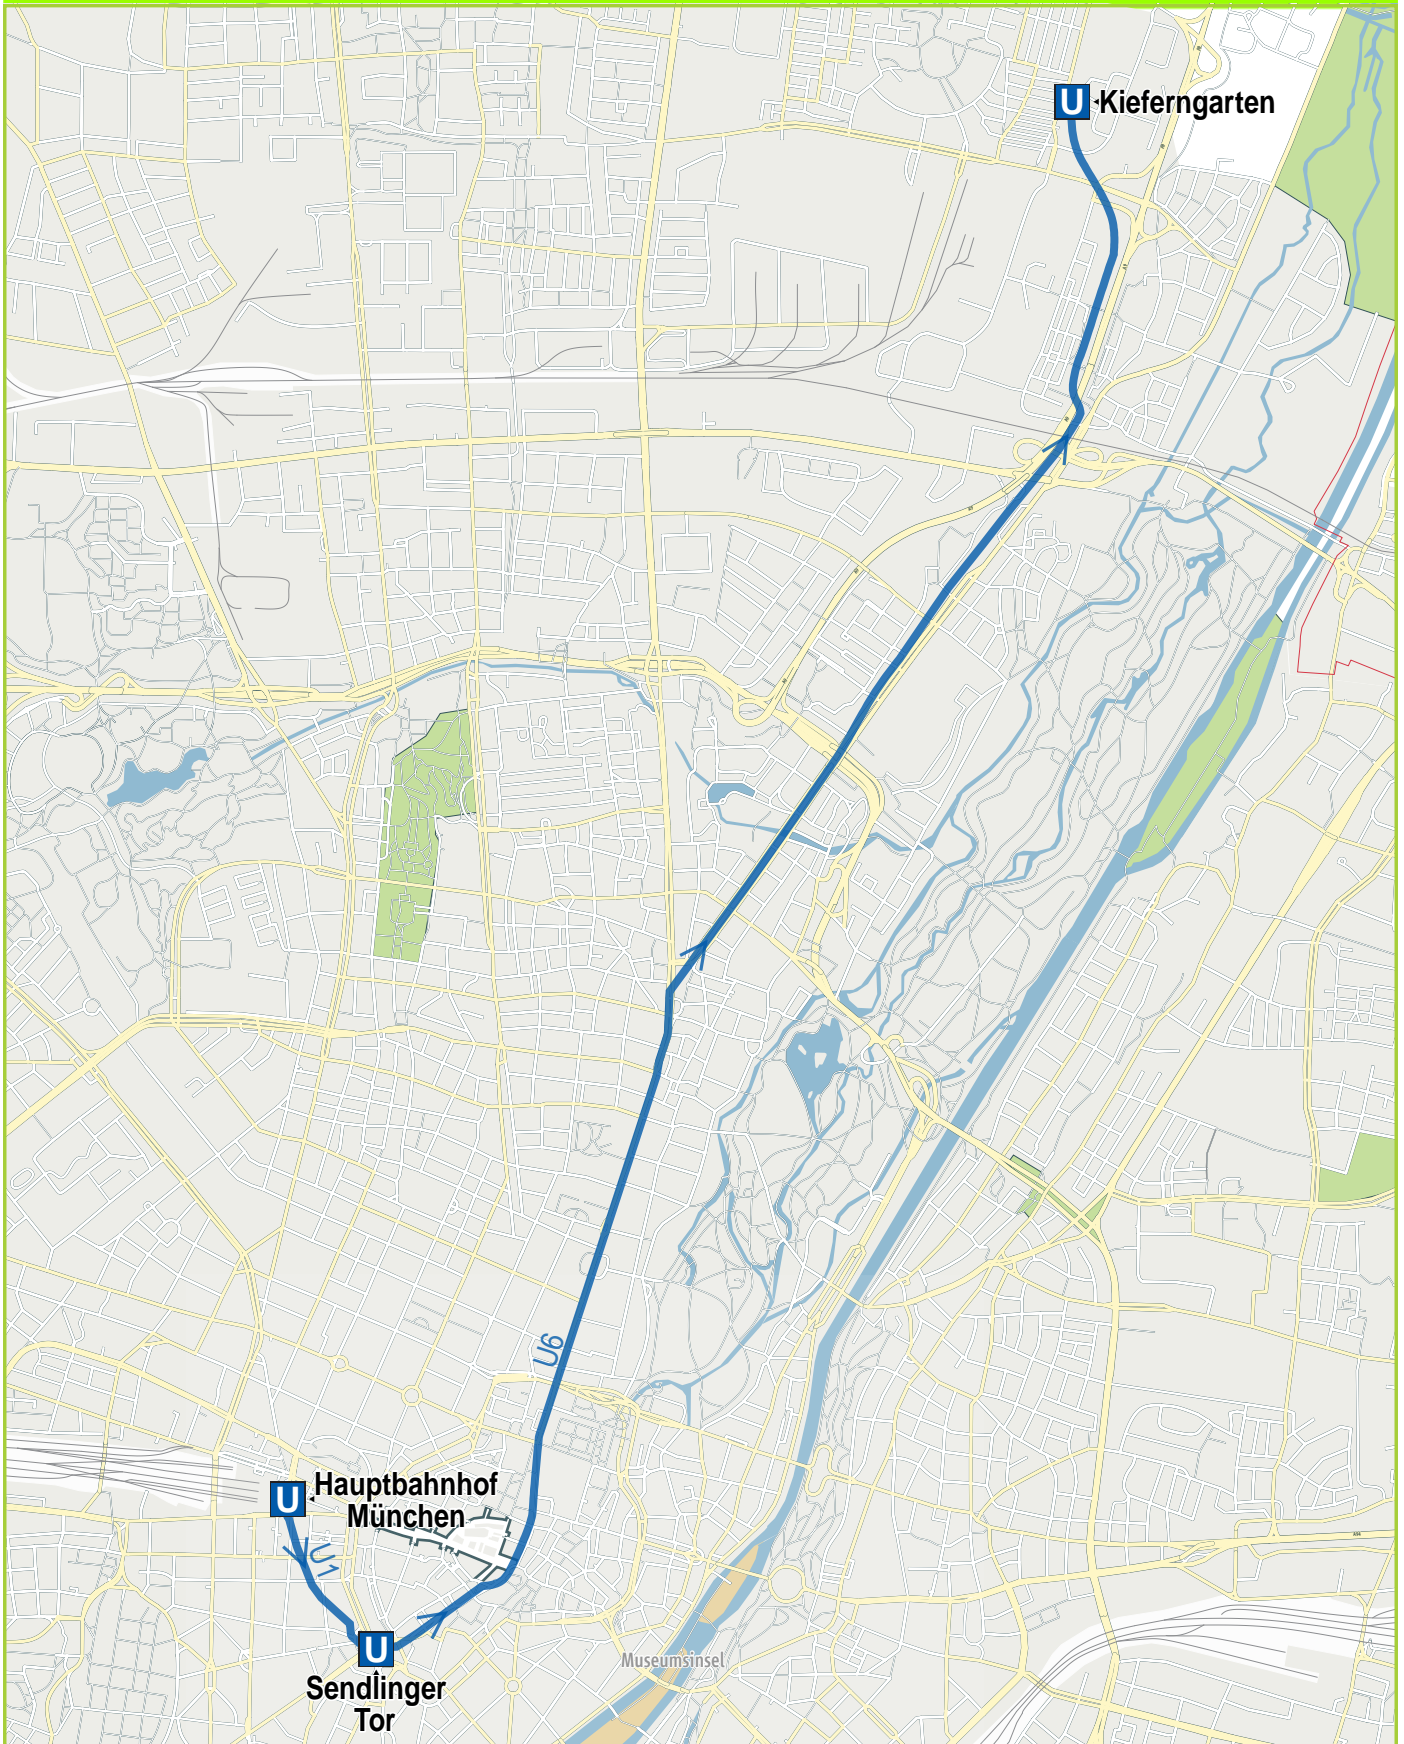 U
Kieferngarten
U6
U
Hauptbahnhof
München
U1
U
Sendlinger
Tor
Museumsinsel